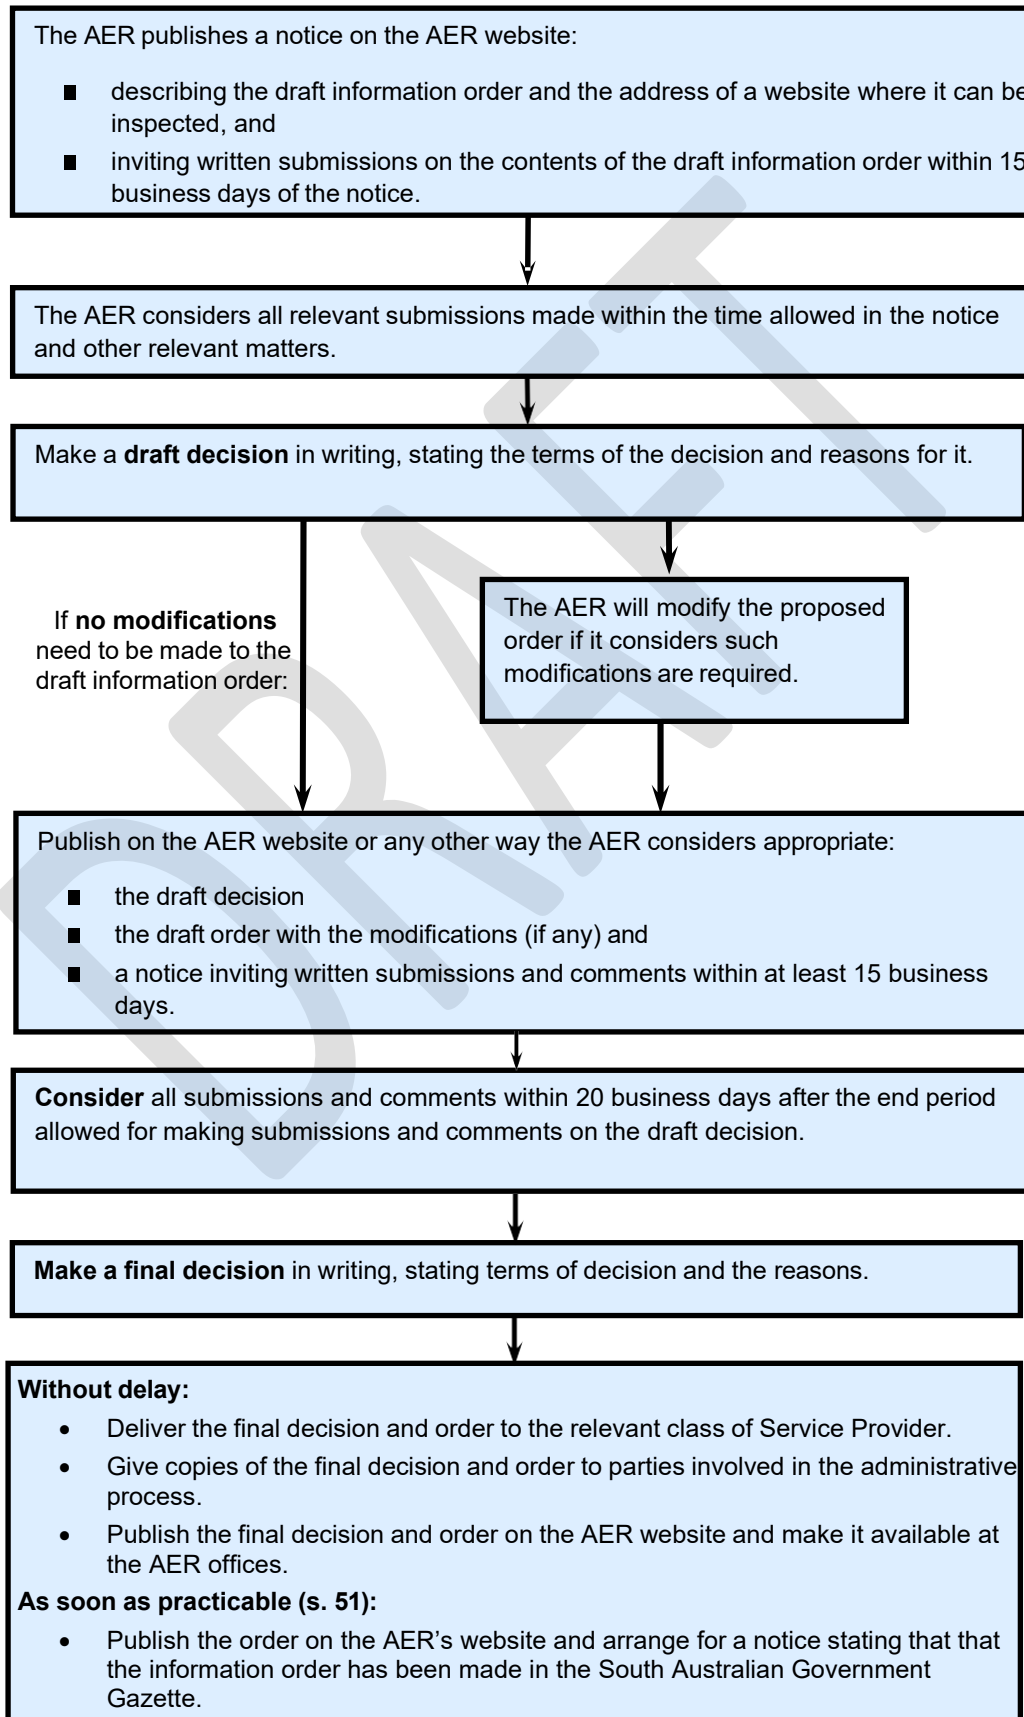 The AER publishes a notice on the AER website:
■ describing the draft information order and the address of a website where it can be
inspected, and
■ inviting written submissions on the contents of the draft information order within 15
business days of the notice.
The AER considers all relevant submissions made within the time allowed in the notice
and other relevant matters.
Make a draft decision in writing, stating the terms of the decision and reasons for it.
If no modifications
need to be made to the
draft information order:
The AER will modify the proposed
order if it considers such
modifications are required.
Publish on the AER website or any other way the AER considers appropriate:
■ the draft decision
■ the draft order with the modifications (if any) and
■ a notice inviting written submissions and comments within at least 15 business
days.
Consider all submissions and comments within 20 business days after the end period
allowed for making submissions and comments on the draft decision.
Make a final decision in writing, stating terms of decision and the reasons.
Without delay:
• Deliver the final decision and order to the relevant class of Service Provider.
• Give copies of the final decision and order to parties involved in the administrative
process.
• Publish the final decision and order on the AER website and make it available at
the AER offices.
As soon as practicable (s. 51):
• Publish the order on the AER’s website and arrange for a notice stating that that
the information order has been made in the South Australian Government
Gazette.
DRAFT